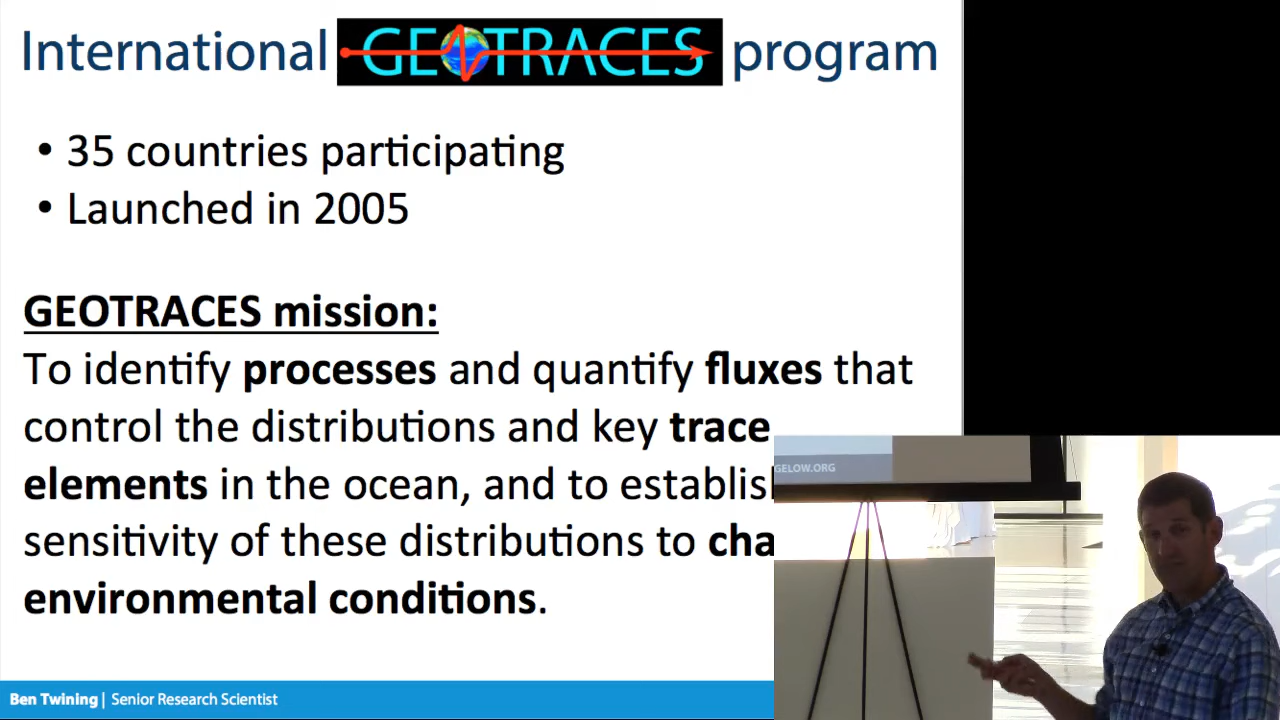 International GEOTRACES program
• 35 countries participating
• Launched in 2005
GEOTRACES mission:
To identify processes and quantify fluxes that
control the distributions and key trace
elements in the ocean, and to
sensitivity of these distributions to
environmental conditions.
GELOW.ORG
Ben Twining | Senior Research Scientist